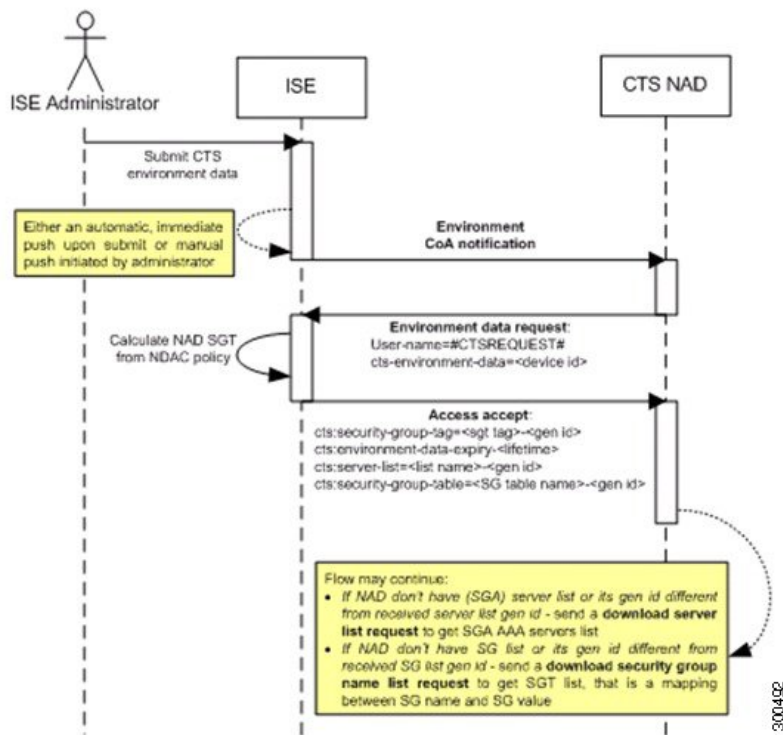 ISE Administrator
ISE
CTS NAD
Submit CTS
environment data
Either an automatic, immediate
push upon submit or manual
push initiated by administrator
Environment
CoA notification
Calculate NAD SGT
from NDAC policy
Environment data request:
User-name=#CTSREQUEST#
cts-environment-data=<device id>
Access accept:
cts:security-group-tag=<sgt tag>-<gen id>
cts:environment-data-expiry-<lifetime>
cts:server-list=<list name>-<gen id>
cts:security-group-table=<SG table name>-<gen id>
Flow may continue:
• If NAD don't have (SGA) server list or its gen id different
from received server list gen id - send a download server
list request to get SGA AAA servers list
• If NAD don't have SG list or its gen id different from
received SG list gen id - send a download security group
name list request to get SGT list, that is a mapping
between SG name and SG value
300492